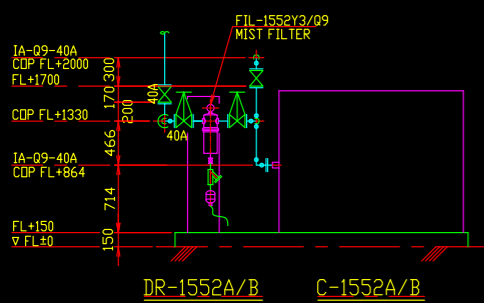 FIL-1552Y3/Q9
MIST FILTER
IA-Q9-40A
COP FL+2000
FL+1700
COP FL+1330
IA-Q9-40A
COP FL+864
FL+150
∇ FL±0
300
170
200
466
714
150
40A
40A
DR-1552A/B
C-1552A/B